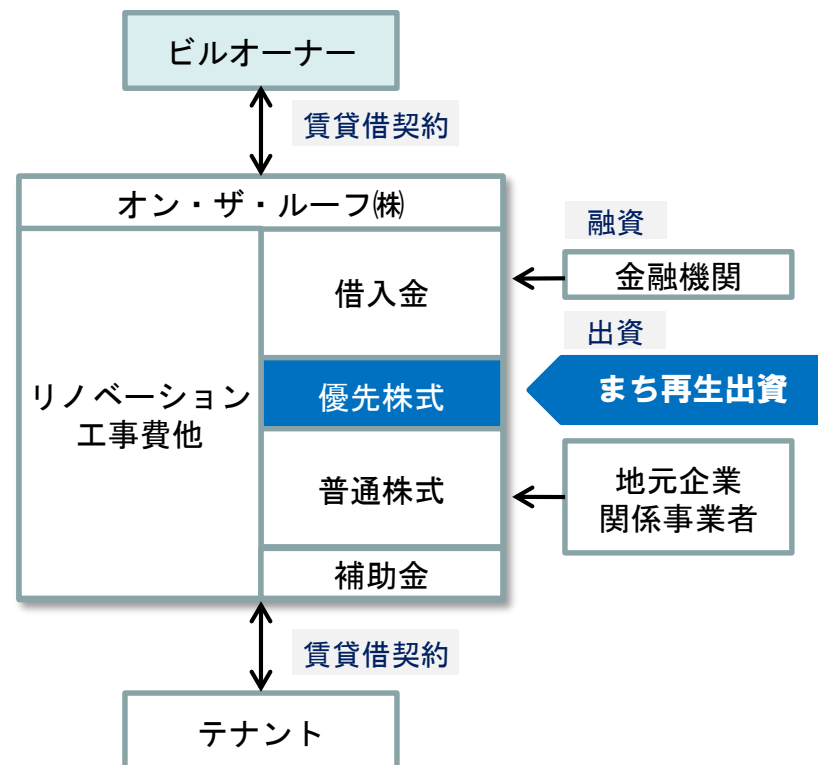 ビルオーナー
賃貸借契約
オン・ザ・ルーフ㈱
融資
借入金
金融機関
出資
リノベーション
工事費他
優先株式
まち再生出資
普通株式
地元企業
関係事業者
補助金
賃貸借契約
テナント